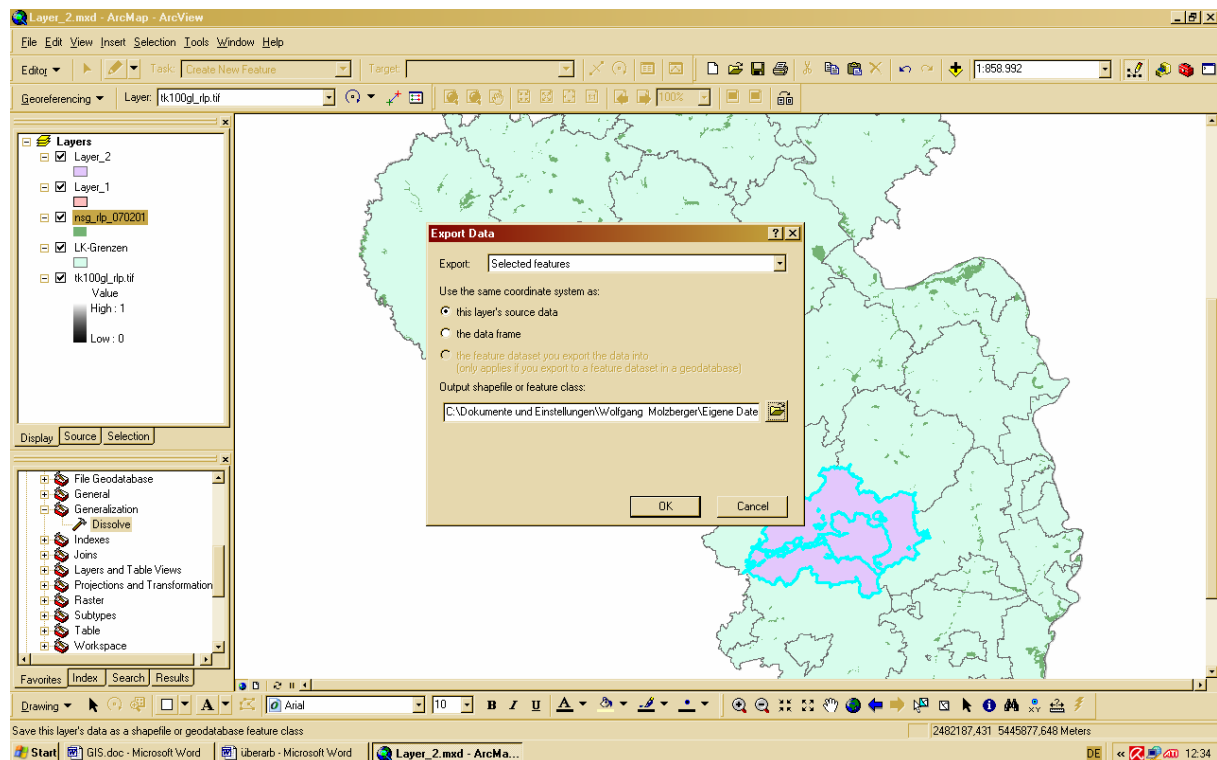 Layer_2.mxd - ArcMap - ArcView
File Edit View Insert Selection Tools Window Help
Editor Task: Create New Feature Target: 1:858.992
Georeferencing Layer: tk100gl_rlp.tif 100%
Layers
Layer_2
Layer_1
nsg_rlp_070201
LK-Grenzen
tk100gl_rlp.tif
Value
High : 1
Low : 0
Display Source Selection
File Geodatabase
General
Generalization
Dissolve
Indexes
Joins
Layers and Table Views
Projections and Transformation
Raster
Subtypes
Table
Workspace
Favorites Index Search Results
Export Data
Export: Selected features
Use the same coordinate system as:
this layer's source data
the data frame
the feature dataset you export the data into
(only applies if you export to a feature dataset in a geodatabase)
Output shapefile or feature class:
C:\Dokumente und Einstellungen\Wolfgang Molzberger\Eigene Date
OK Cancel
Drawing A Arial 10 B I U A
Save this layer's data as a shapefile or geodatabase feature class 2482187,431 5445877,648 Meters
Start GIS.doc - Microsoft Word überarb - Microsoft Word Layer_2.mxd - ArcMa... DE « 12:34